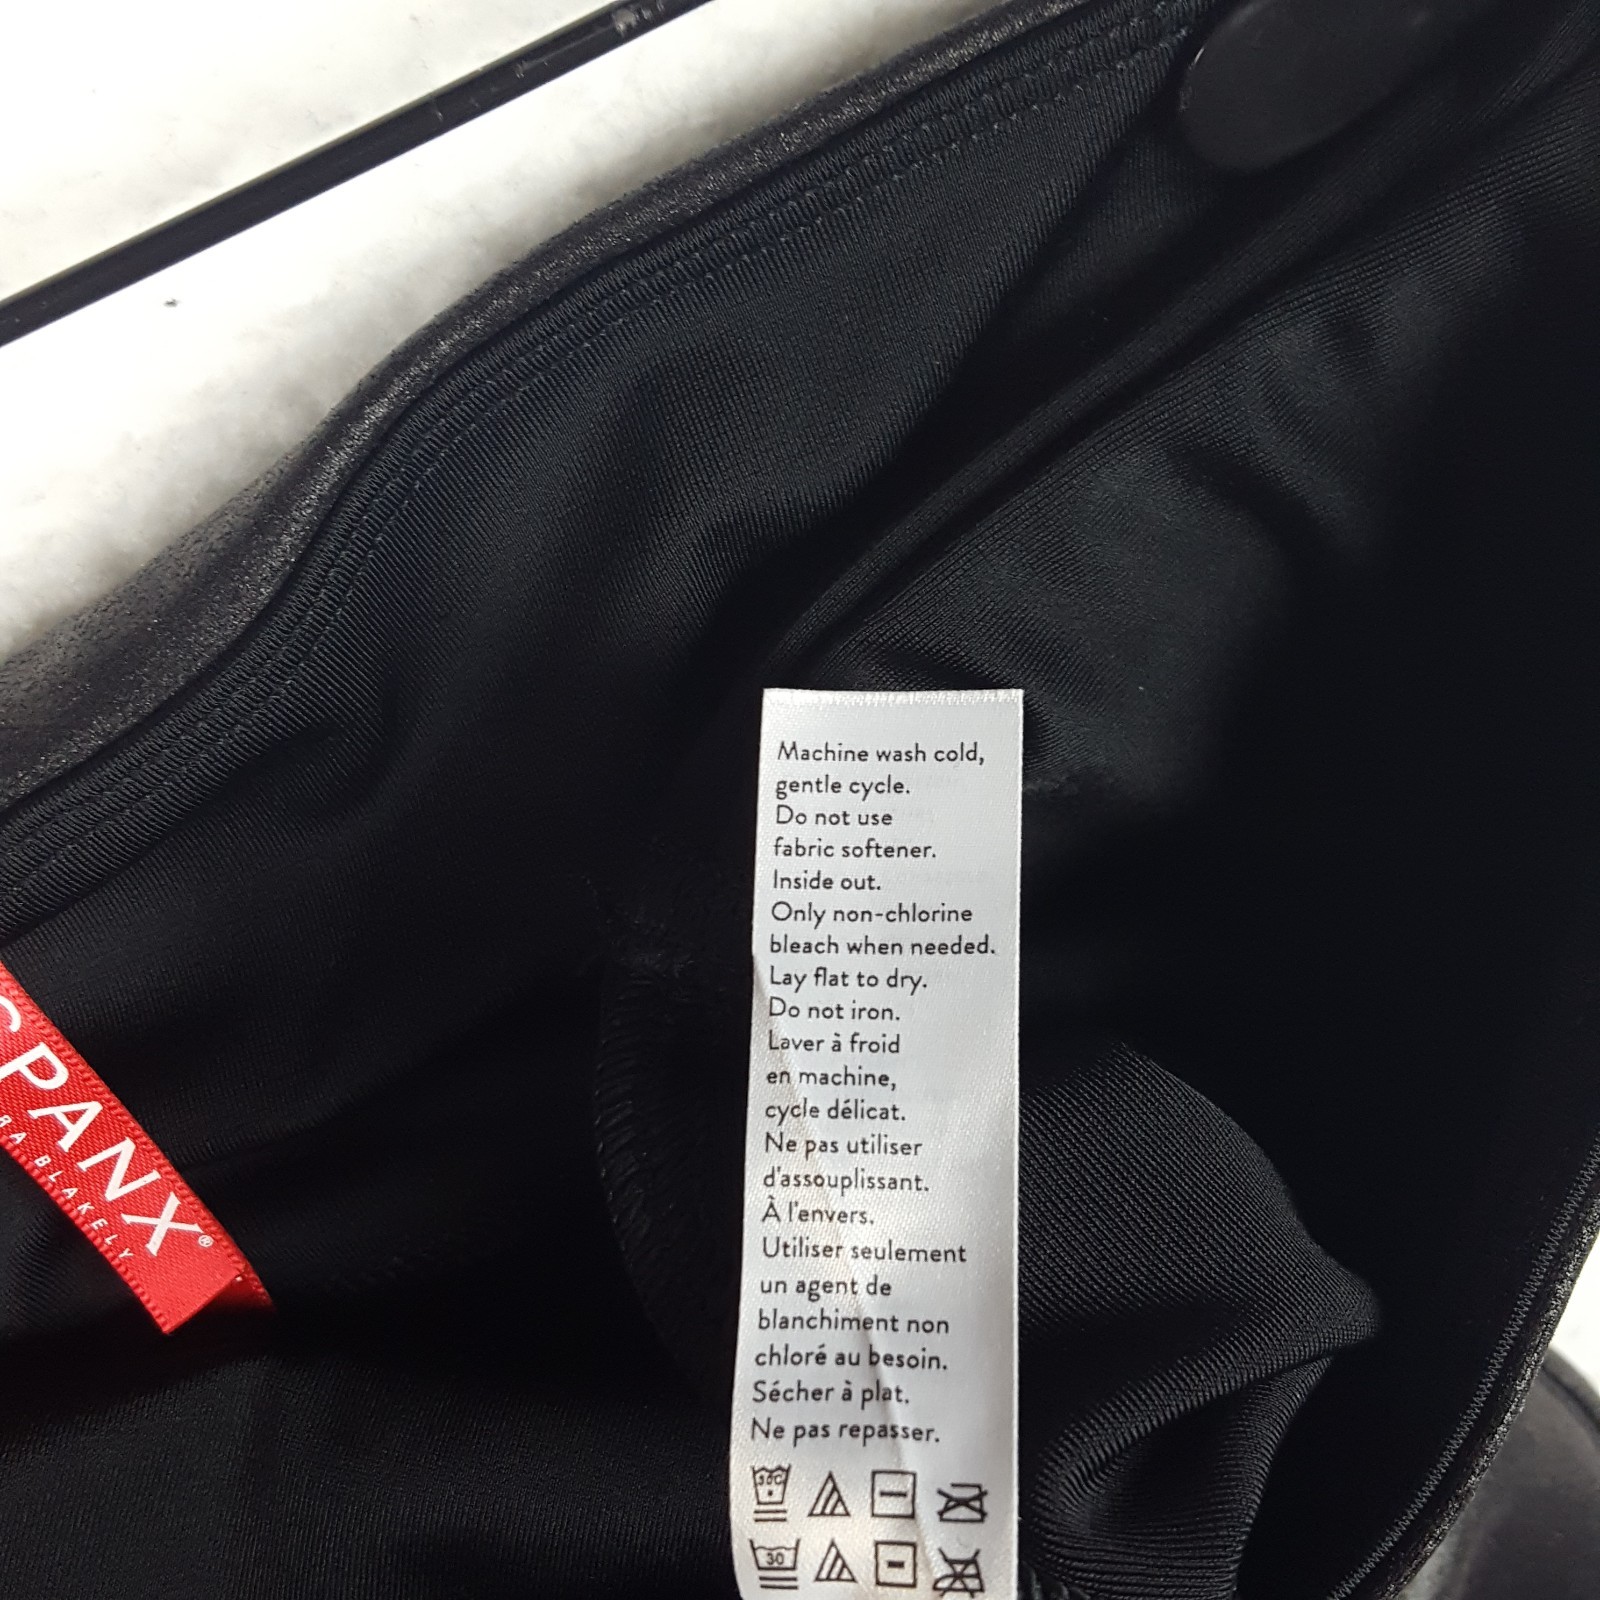 SPANX®
BLAKELY
Machine wash cold,
gentle cycle.
Do not use
fabric softener.
Inside out.
Only non-chlorine
bleach when needed.
Lay flat to dry.
Do not iron.
Laver à froid
en machine,
cycle délicat.
Ne pas utiliser
d'assouplissant.
À l'envers.
Utiliser seulement
un agent de
blanchiment non
chloré au besoin.
Sécher à plat.
Ne pas repasser.
30C
30